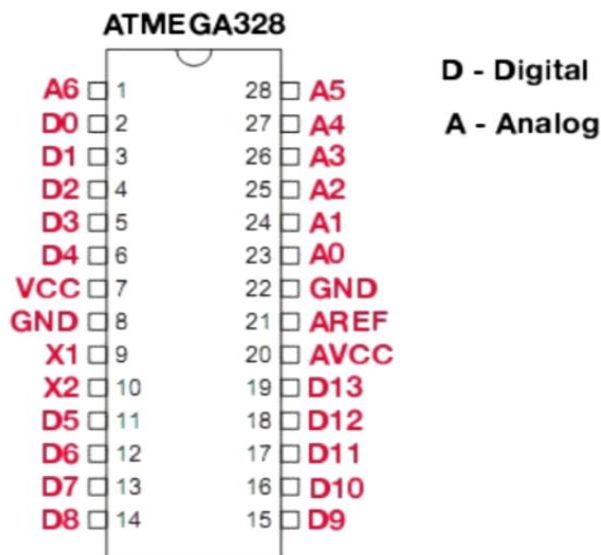 ATMEGA328
D - Digital
A - Analog
A6 1 28 A5
D0 2 27 A4
D1 3 26 A3
D2 4 25 A2
D3 5 24 A1
D4 6 23 A0
VCC 7 22 GND
GND 8 21 AREF
X1 9 20 AVCC
X2 10 19 D13
D5 11 18 D12
D6 12 17 D11
D7 13 16 D10
D8 14 15 D9